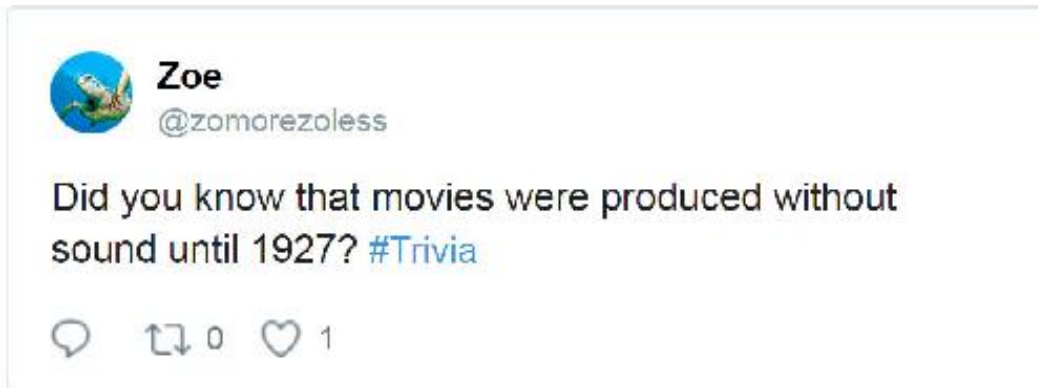 Zoe
@zomorezoless
Did you know that movies were produced without
sound until 1927? #Trivia
0 1